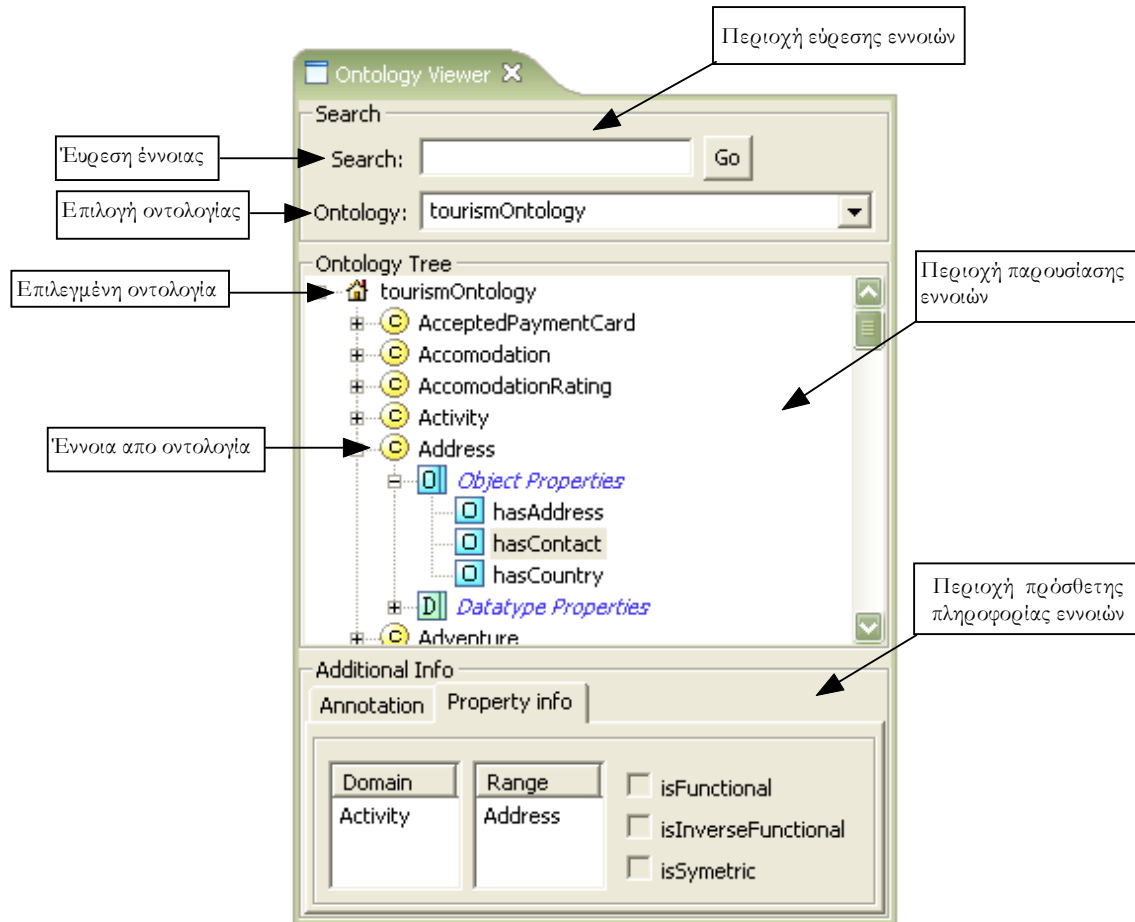 Περιοχή εύρεσης εννοιών
Ontology Viewer
Search
Έυρεση έννοιας
Search:
Go
Επιλογή οντολογίας
Ontology:
tourismOntology
Ontology Tree
Περιοχή παρουσίασης
εννοιών
Επιλεγμένη οντολογία
tourismOntology
C AcceptedPaymentCard
C Accomodation
C AccomodationRating
C Activity
Έννοια απο οντολογία
C Address
O Object Properties
O hasAddress
O hasContact
O hasCountry
D Datatype Properties
C Adventure
Περιοχή πρόσθετης
πληροφορίας εννοιών
Additional Info
Annotation
Property info
Domain
Activity
Range
Address
isFunctional
isInverseFunctional
isSymetric